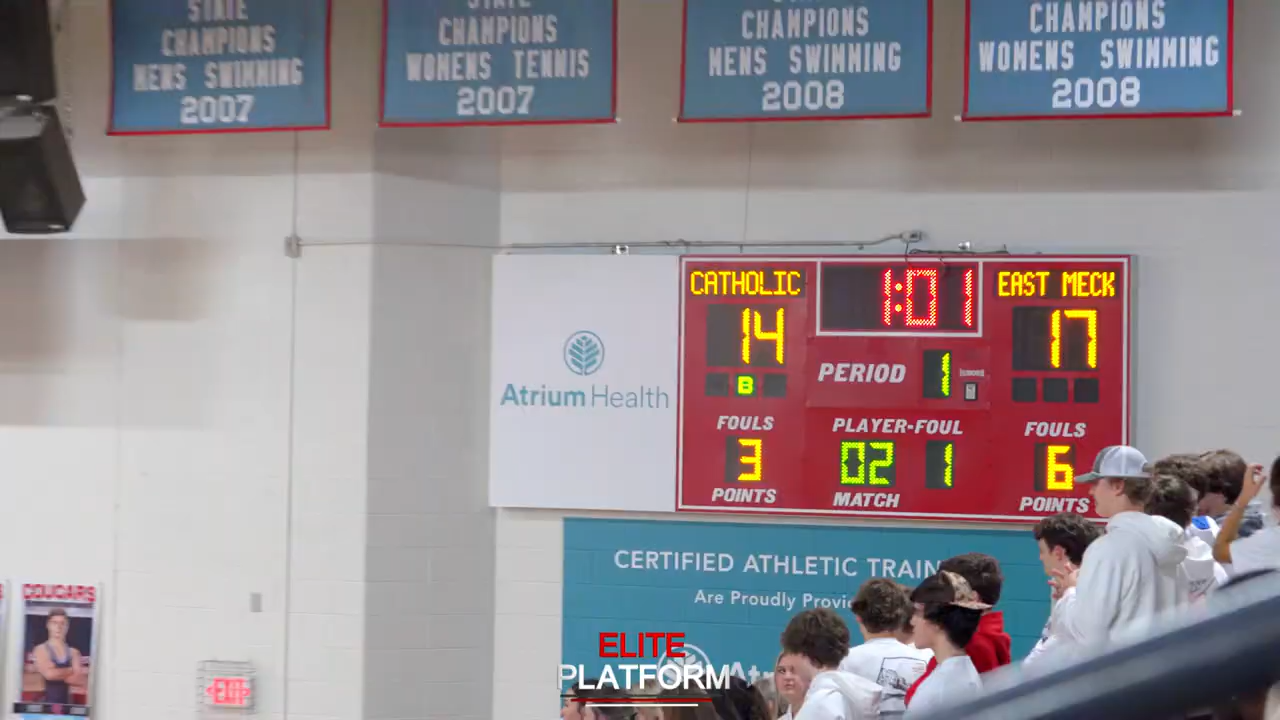 STATE
CHAMPIONS
MENS SWIMMING
2007
STATE
CHAMPIONS
WOMENS TENNIS
2007
CHAMPIONS
MENS SWIMMING
2008
CHAMPIONS
WOMENS SWIMMING
2008
Atrium Health
CATHOLIC
1:01
EAST MECK
14
17
PERIOD 1
B
FOULS
PLAYER-FOUL
FOULS
3
02 1
6
POINTS
MATCH
POINTS
CERTIFIED ATHLETIC TRAIN
Are Proudly Provi
COUGARS
EXIT
ELITE
PLATFORM